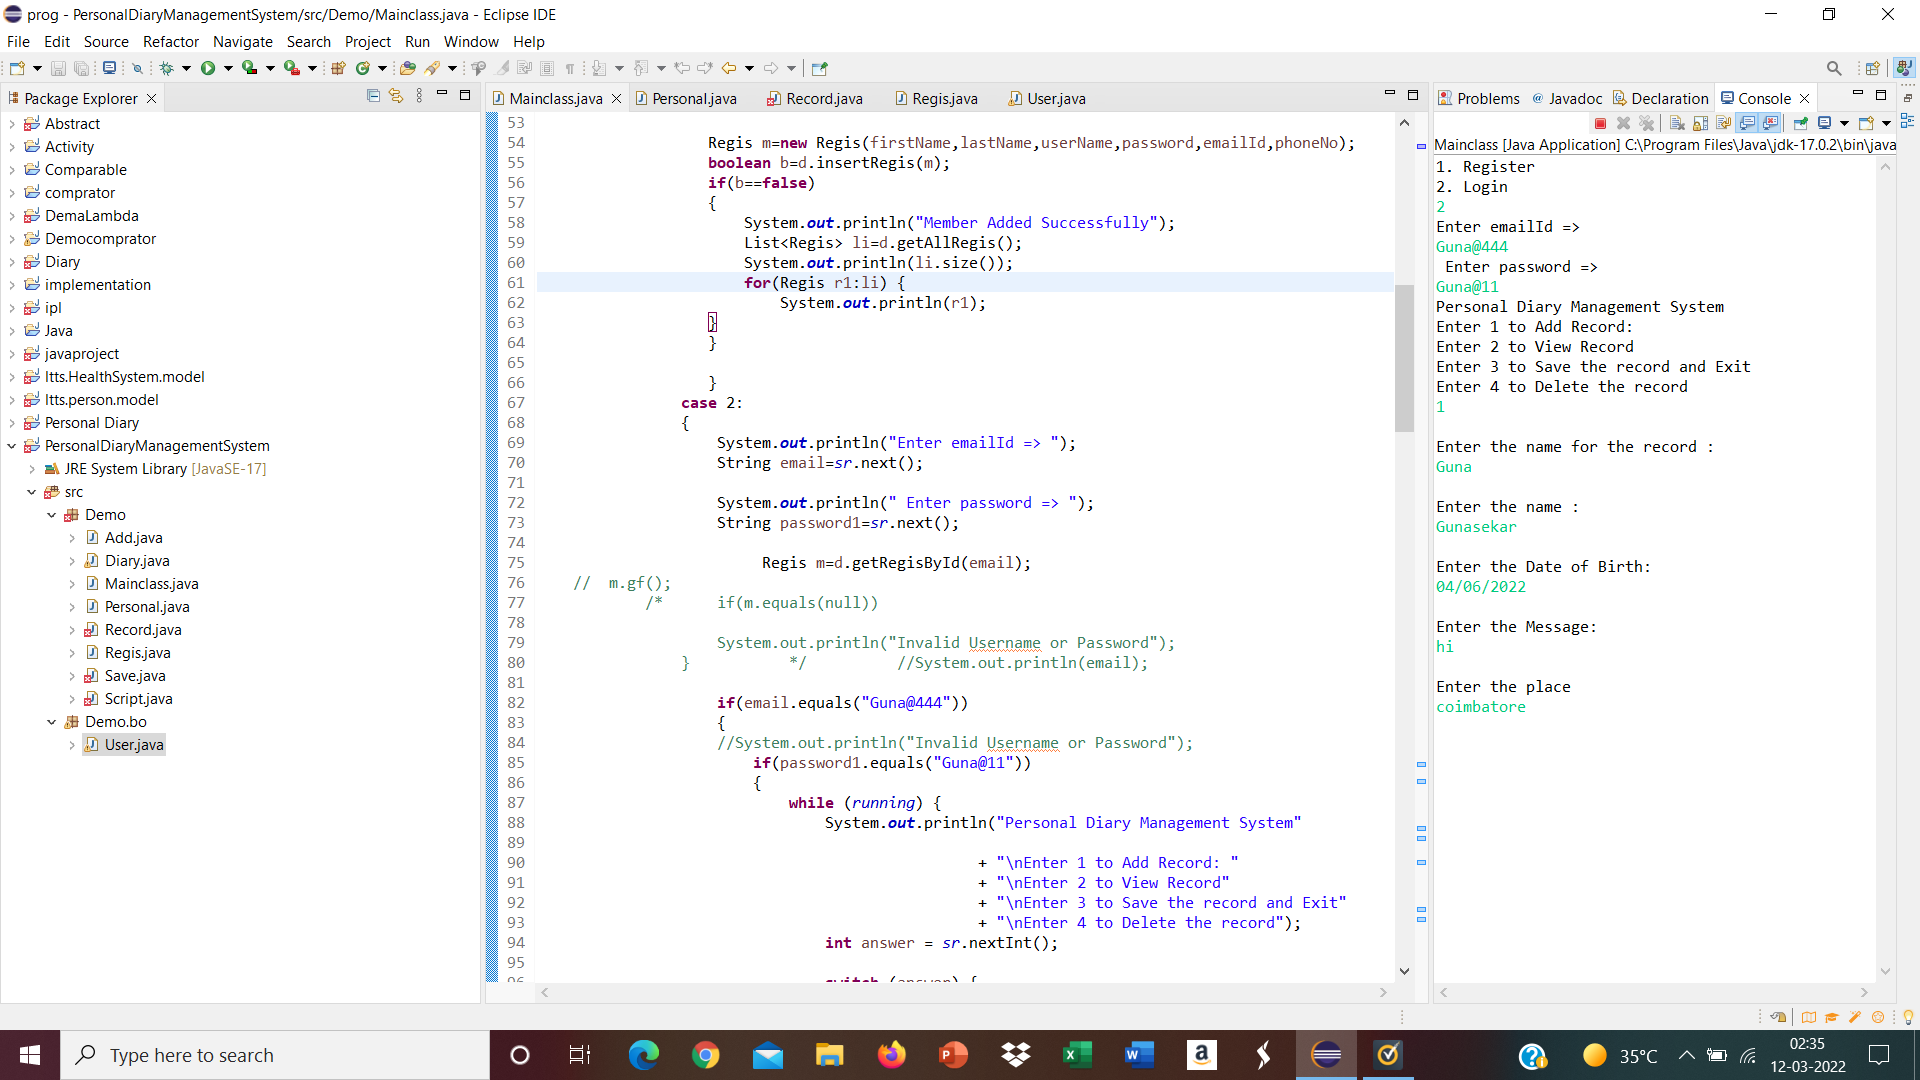 prog - PersonalDiaryManagementSystem/src/Demo/Mainclass.java - Eclipse IDE
File Edit Source Refactor Navigate Search Project Run Window Help
Package Explorer
Abstract
Activity
Comparable
comprator
DemaLambda
Democomprator
Diary
implementation
ipl
Java
javaproject
ltts.HealthSystem.model
ltts.person.model
Personal Diary
PersonalDiaryManagementSystem
JRE System Library [JavaSE-17]
src
Demo
Add.java
Diary.java
Mainclass.java
Personal.java
Record.java
Regis.java
Save.java
Script.java
Demo.bo
User.java
Mainclass.java Personal.java Record.java Regis.java User.java
53
54 Regis m=new Regis(firstName,lastName,userName,password,emailId,phoneNo);
55 boolean b=d.insertRegis(m);
56 if(b==false)
57 {
58 System.out.println("Member Added Successfully");
59 List<Regis> li=d.getAllRegis();
60 System.out.println(li.size());
61 for(Regis r1:li) {
62 System.out.println(r1);
63 }
64 }
65
66 }
67 case 2:
68 {
69 System.out.println("Enter emailId => ");
70 String email=sr.next();
71
72 System.out.println(" Enter password => ");
73 String password1=sr.next();
74
75 Regis m=d.getRegisById(email);
76 // m.gf();
77 /* if(m.equals(null))
78
79 System.out.println("Invalid Username or Password");
80 } */ //System.out.println(email);
81
82 if(email.equals("Guna@444"))
83 {
84 //System.out.println("Invalid Username or Password");
85 if(password1.equals("Guna@11"))
86 {
87 while (running) {
88 System.out.println("Personal Diary Management System"
89
90 + "\nEnter 1 to Add Record: "
91 + "\nEnter 2 to View Record"
92 + "\nEnter 3 to Save the record and Exit"
93 + "\nEnter 4 to Delete the record");
94 int answer = sr.nextInt();
95
96 switch (answer) {
Problems @ Javadoc Declaration Console
Mainclass [Java Application] C:\Program Files\Java\jdk-17.0.2\bin\java
1. Register
2. Login
2
Enter emailId =>
Guna@444
Enter password =>
Guna@11
Personal Diary Management System
Enter 1 to Add Record:
Enter 2 to View Record
Enter 3 to Save the record and Exit
Enter 4 to Delete the record
1
Enter the name for the record :
Guna
Enter the name :
Gunasekar
Enter the Date of Birth:
04/06/2022
Enter the Message:
hi
Enter the place
coimbatore
Type here to search
35°C
02:35
12-03-2022